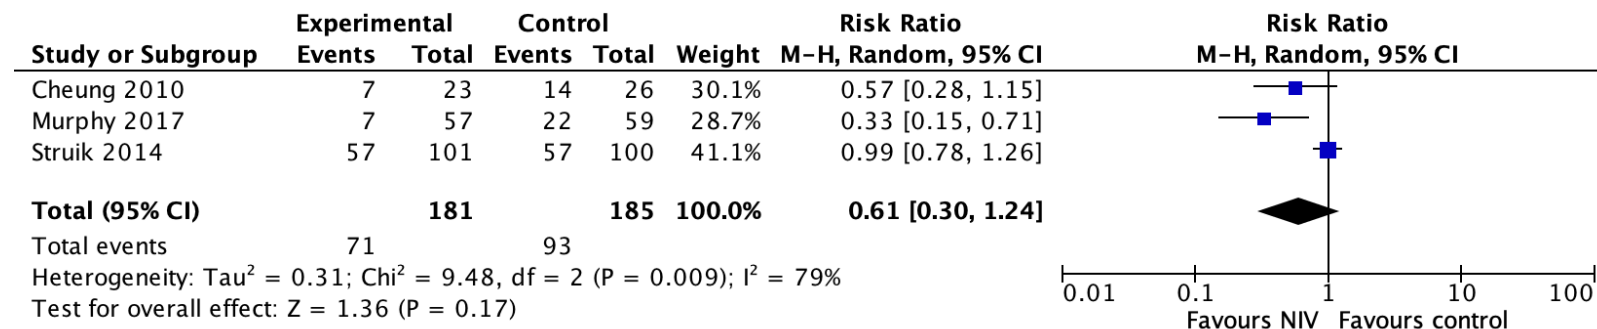 Experimental Control Risk Ratio Risk Ratio
Study or Subgroup Events Total Events Total Weight M-H, Random, 95% CI M-H, Random, 95% CI
Cheung 2010 7 23 14 26 30.1% 0.57 [0.28, 1.15]
Murphy 2017 7 57 22 59 28.7% 0.33 [0.15, 0.71]
Struik 2014 57 101 57 100 41.1% 0.99 [0.78, 1.26]
Total (95% CI) 181 185 100.0% 0.61 [0.30, 1.24]
Total events 71 93
Heterogeneity: Tau² = 0.31; Chi² = 9.48, df = 2 (P = 0.009); I² = 79%
Test for overall effect: Z = 1.36 (P = 0.17)
0.01 0.1 1 10 100
Favours NIV Favours control